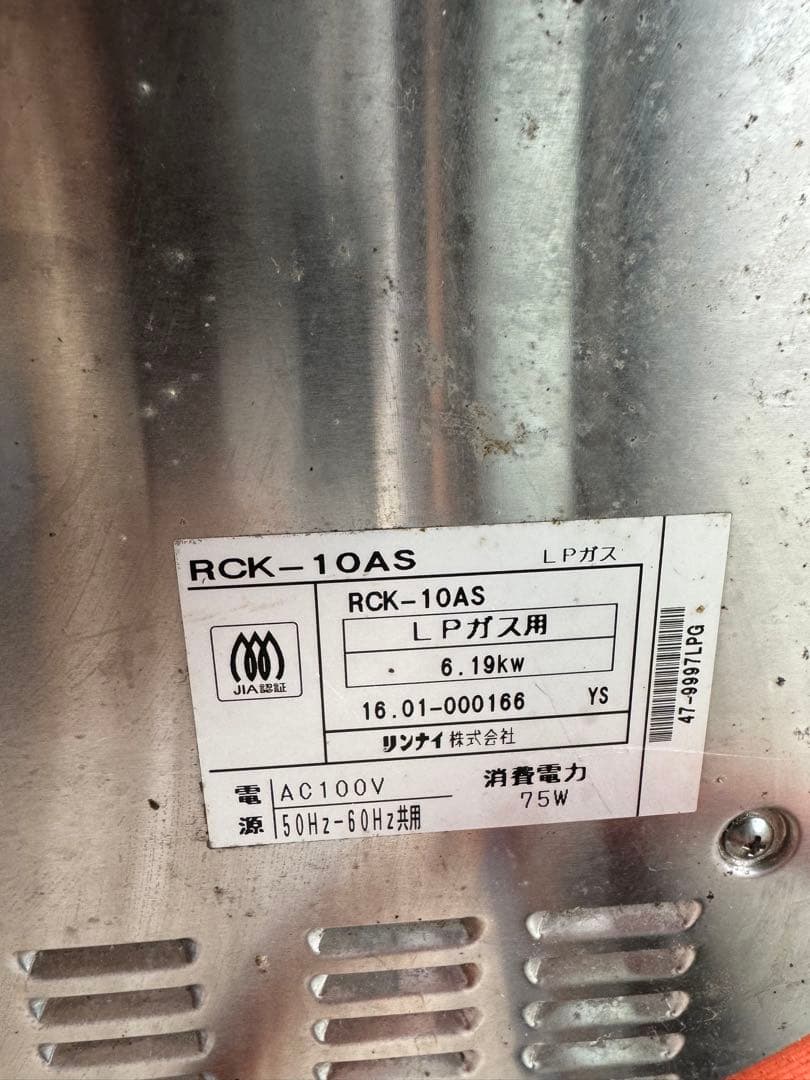 RCK-10AS LPガス
RCK-10AS
LPガス用
6.19kw
JIA認証
16.01-000166 YS
リンナイ株式会社
電源 AC100V
50Hz-60Hz共用
消費電力
75W
47-9997LPG